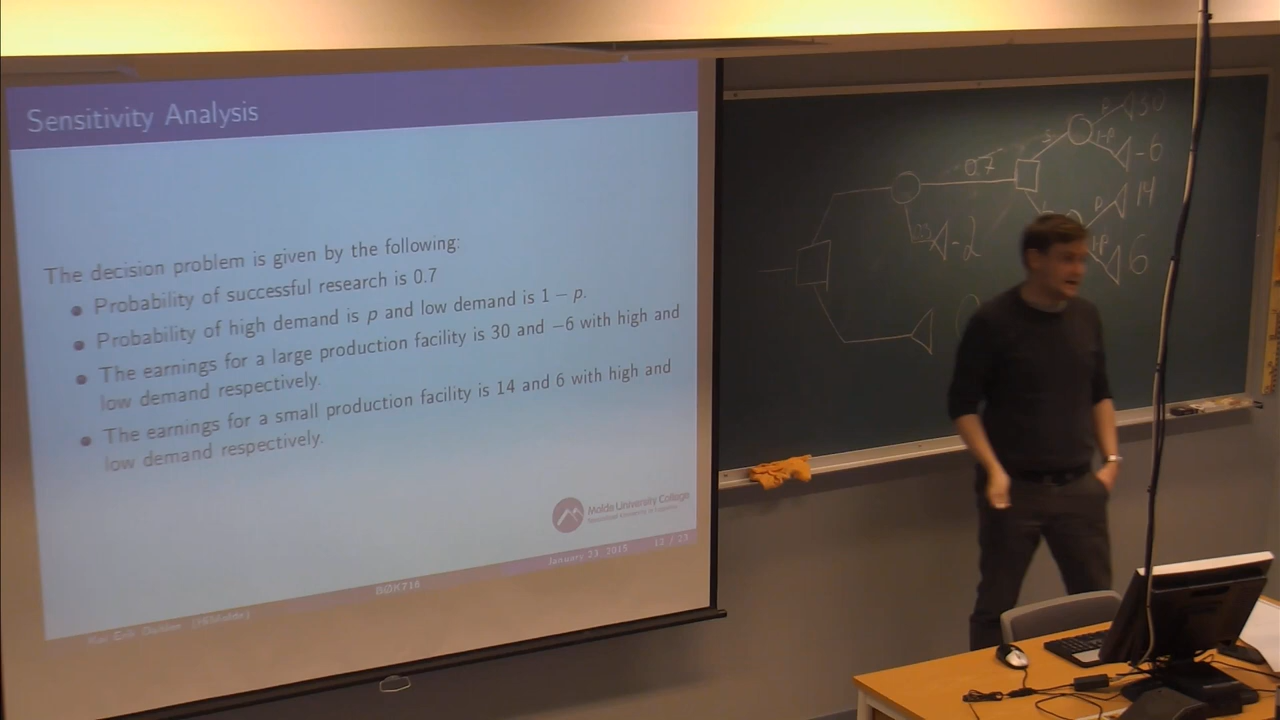 Sensitivity Analysis
The decision problem is given by the following:
Probability of successful research is 0.7
Probability of high demand is p and low demand is 1 − p.
The earnings for a large production facility is 30 and −6 with high and
low demand respectively.
The earnings for a small production facility is 14 and 6 with high and
low demand respectively.
Molde University College
January 23, 2015
BØK716
0.7
-2
p 30
1-p -6
p 14
1-p 6